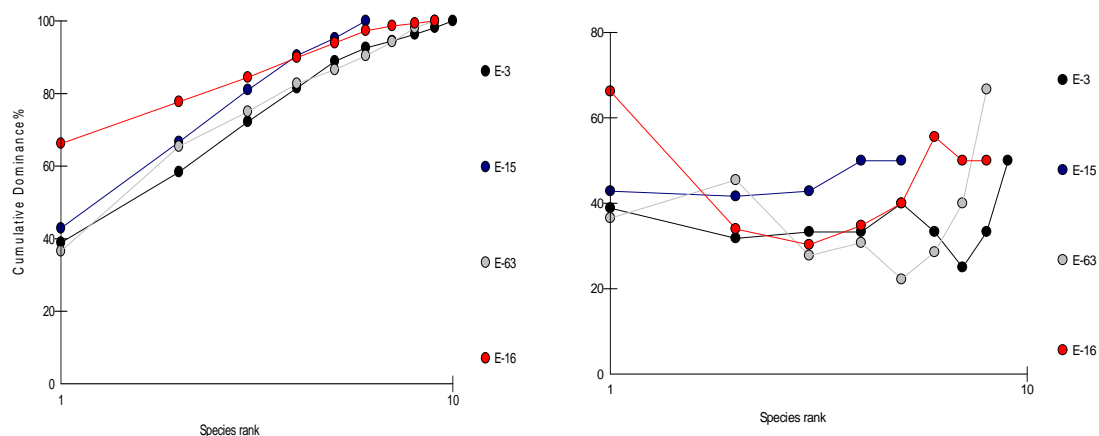 100
80
60
40
20
0
1
10
Cumulative Dominance%
Species rank
E-3
E-15
E-63
E-16
80
60
40
20
0
1
10
Species rank
E-3
E-15
E-63
E-16